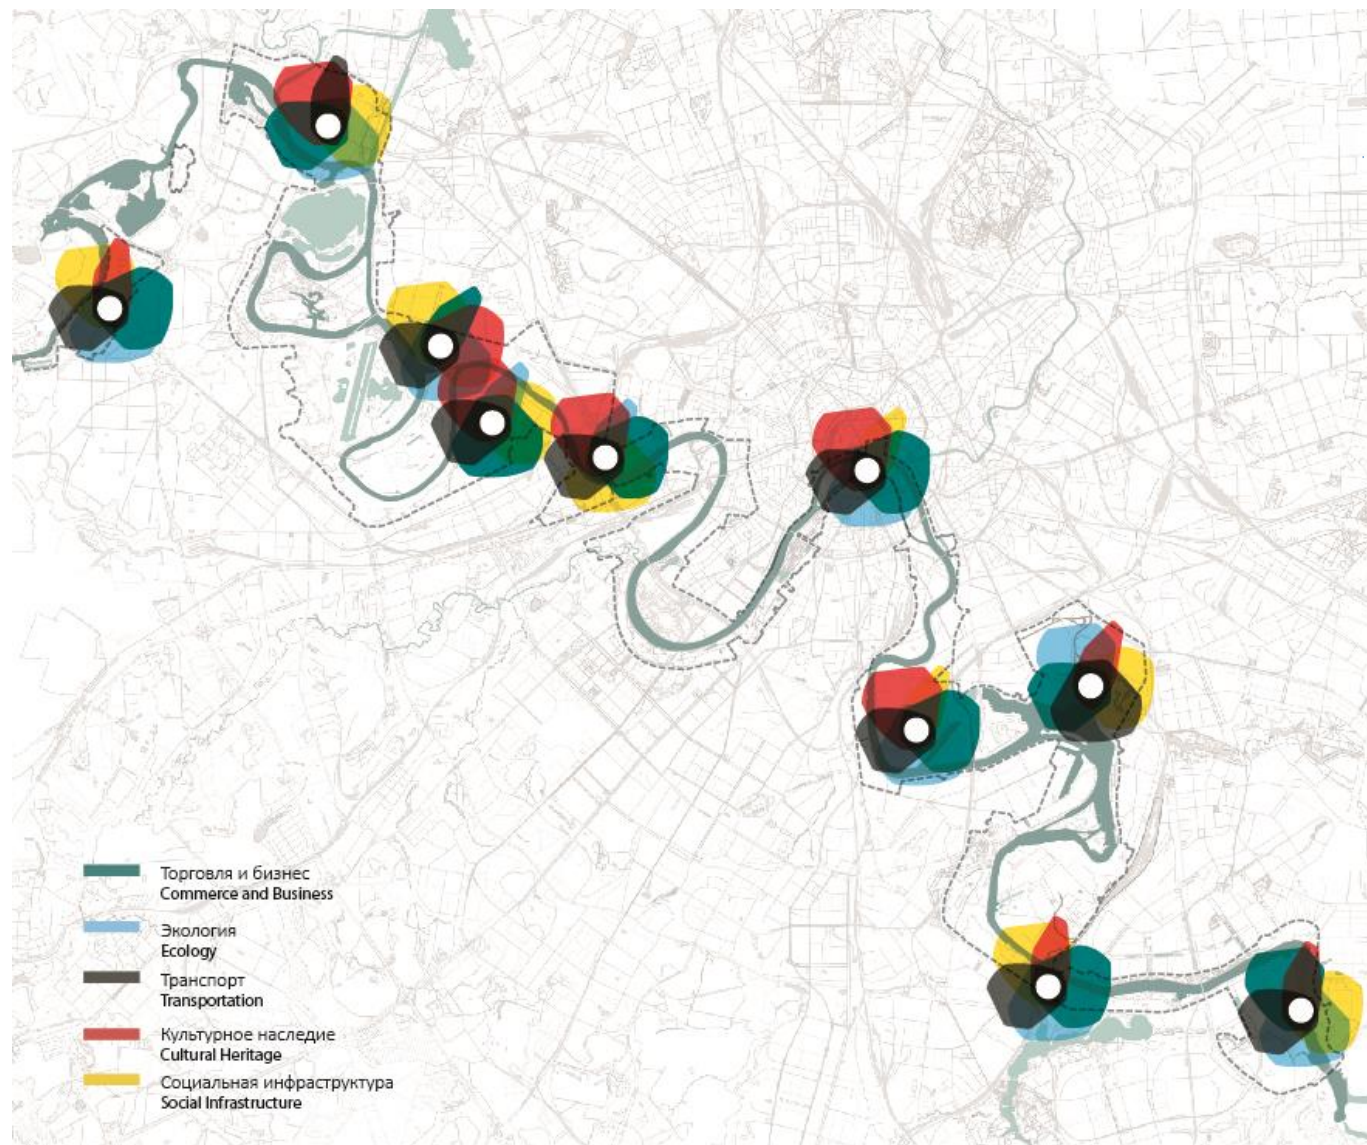 Торговля и бизнес
Commerce and Business
Экология
Ecology
Транспорт
Transportation
Культурное наследие
Cultural Heritage
Социальная инфраструктура
Social Infrastructure